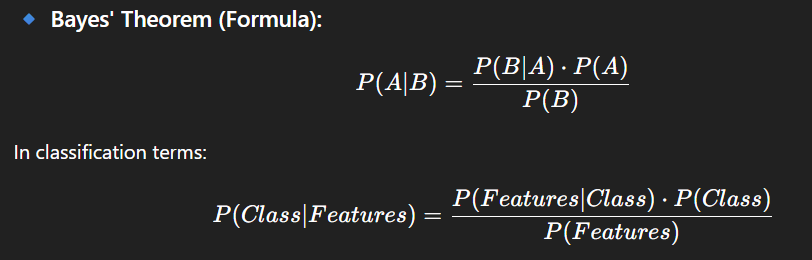 Bayes' Theorem (Formula):
P(A|B) = P(B|A) · P(A) / P(B)
In classification terms:
P(Class|Features) = P(Features|Class) · P(Class) / P(Features)